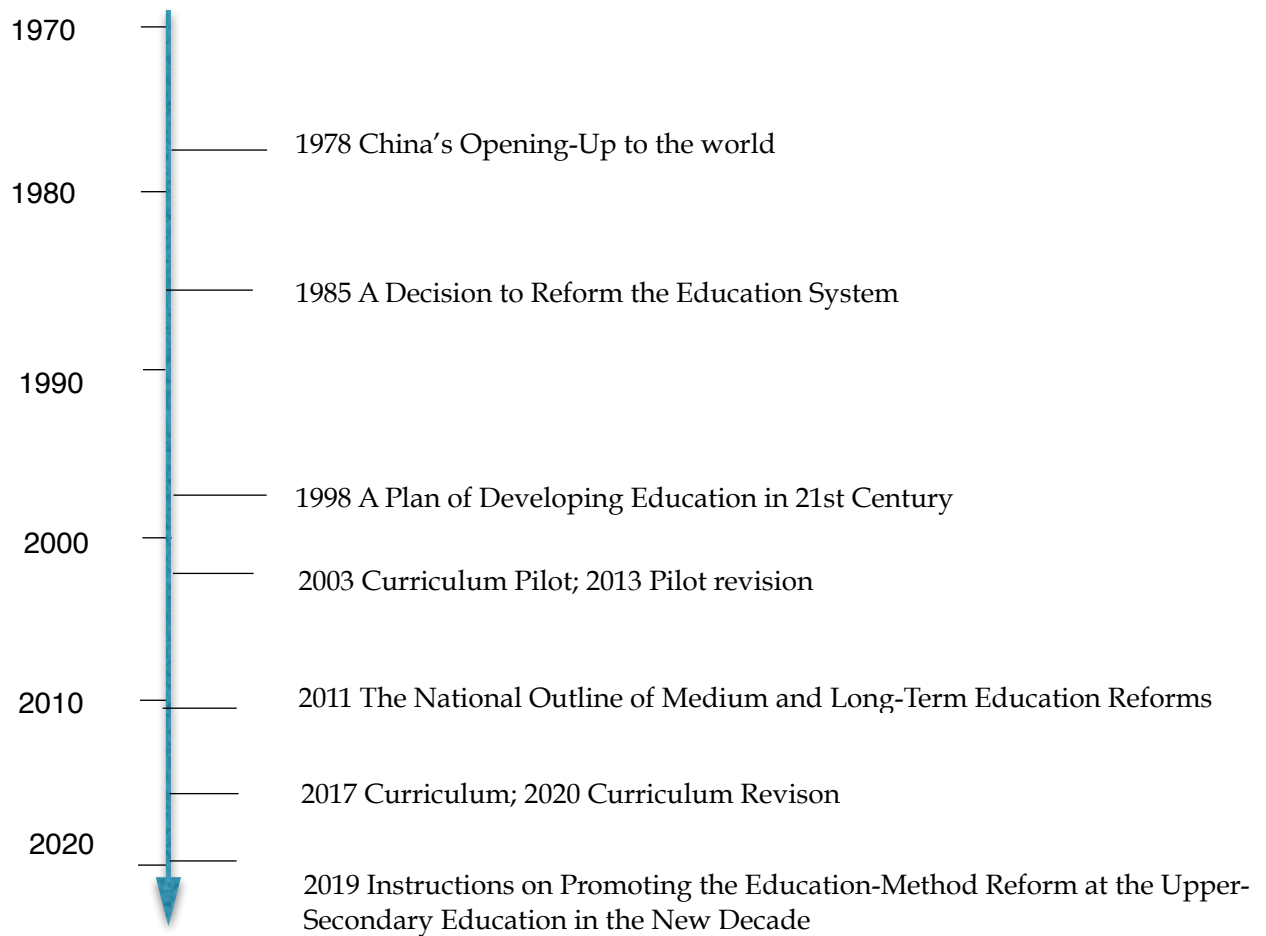 1970
1978 China’s Opening-Up to the world
1980
1985 A Decision to Reform the Education System
1990
1998 A Plan of Developing Education in 21st Century
2000
2003 Curriculum Pilot; 2013 Pilot revision
2010
2011 The National Outline of Medium and Long-Term Education Reforms
2017 Curriculum; 2020 Curriculum Revison
2020
2019 Instructions on Promoting the Education-Method Reform at the Upper-
Secondary Education in the New Decade